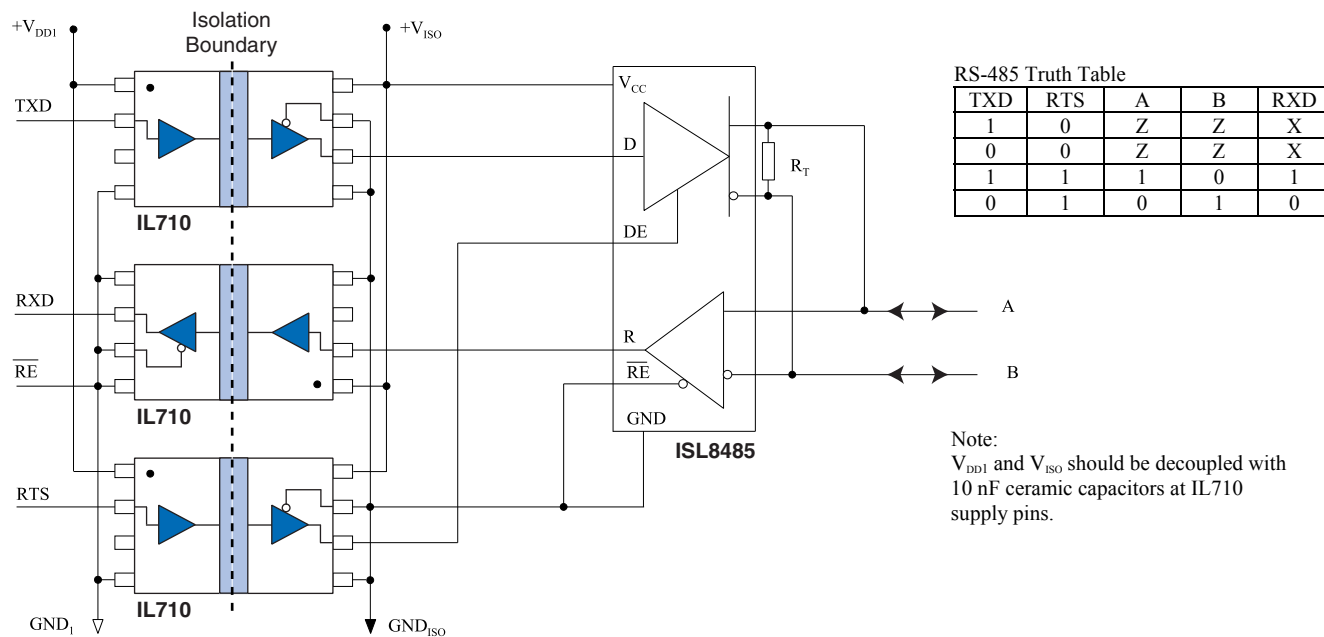 Isolation
Boundary
+VDD1
+VISO
TXD
IL710
RXD
RE
IL710
RTS
IL710
GND1
GNDISO
VCC
D
DE
R
RE
GND
ISL8485
RT
A
B
RS-485 Truth Table
TXD RTS A B RXD
1 0 Z Z X
0 0 Z Z X
1 1 1 0 1
0 1 0 1 0
Note:
VDD1 and VISO should be decoupled with
10 nF ceramic capacitors at IL710
supply pins.